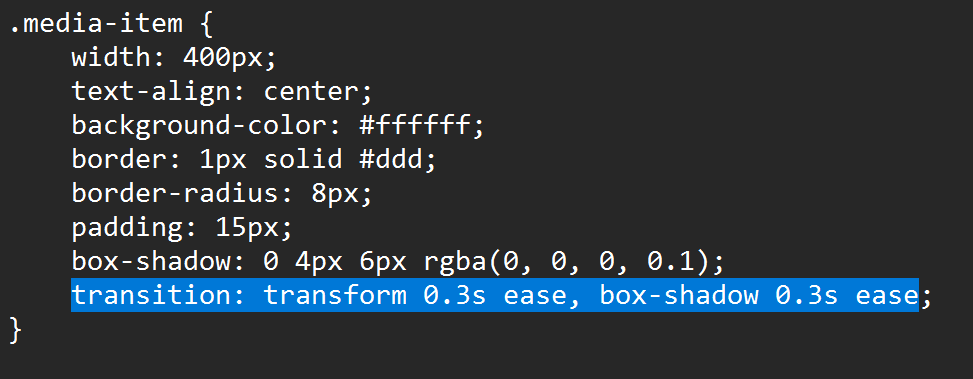 .media-item {
    width: 400px;
    text-align: center;
    background-color: #ffffff;
    border: 1px solid #ddd;
    border-radius: 8px;
    padding: 15px;
    box-shadow: 0 4px 6px rgba(0, 0, 0, 0.1);
    transition: transform 0.3s ease, box-shadow 0.3s ease;
}